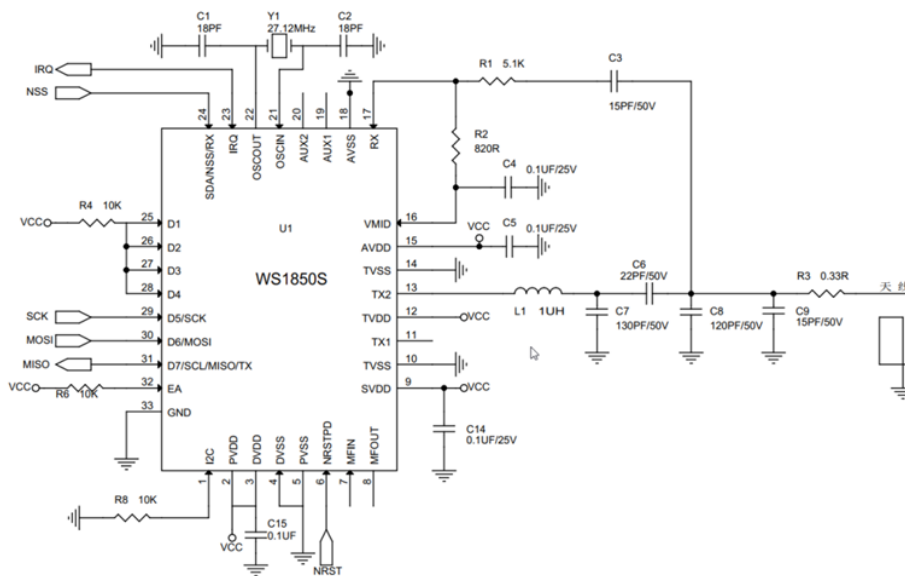 C1
18PF
Y1
27.12MHz
C2
18PF
IRQ
NSS
R1 5.1K
C3
15PF/50V
24
23
22
21
20
19
18
17
SDA/NSS/RX
IRQ
OSCOUT
OSCIN
AUX2
AUX1
AVSS
RX
R2
820R
C4
0.1UF/25V
R4 10K
VCC
25
D1
U1
VMID
16
VCC
C5
0.1UF/25V
26
D2
AVDD
15
27
D3
WS1850S
TVSS
14
C6
22PF/50V
R3 0.33R
天 线
28
D4
TX2
13
SCK
29
D5/SCK
L1 1UH
C7
130PF/50V
C8
120PF/50V
C9
15PF/50V
TVDD
12
VCC
MOSI
30
D6/MOSI
TX1
11
MISO
31
D7/SCL/MISO/TX
TVSS
10
VCC
R6 10K
32
EA
SVDD
9
VCC
33
GND
C14
0.1UF/25V
I2C
PVDD
DVDD
DVSS
PVSS
NRSTPD
MFIN
MFOUT
1
2
3
4
5
6
7
8
R8 10K
VCC
C15
0.1UF
NRST